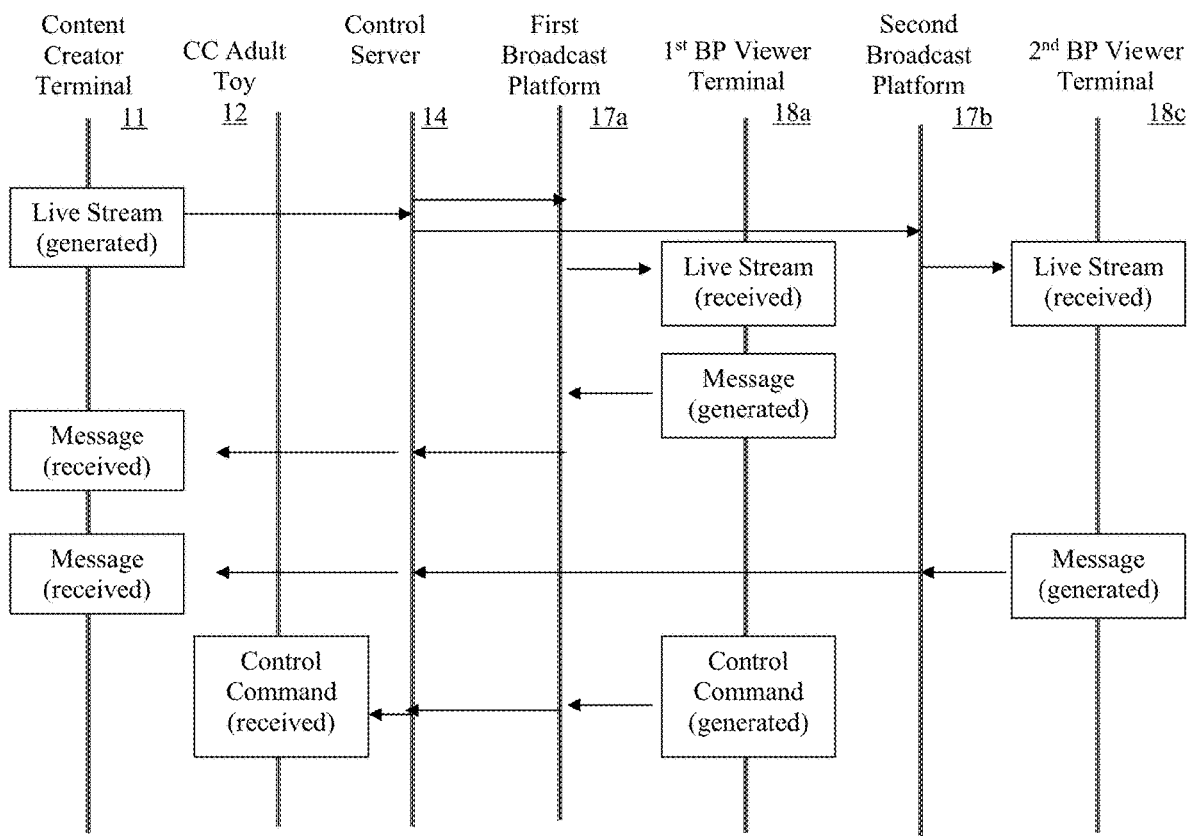 Content
Creator
Terminal
11
CC Adult
Toy
12
Control
Server
14
First
Broadcast
Platform
17a
1st BP Viewer
Terminal
18a
Second
Broadcast
Platform
17b
2nd BP Viewer
Terminal
18c
Live Stream
(generated)
Live Stream
(received)
Live Stream
(received)
Message
(generated)
Message
(received)
Message
(received)
Message
(generated)
Control
Command
(received)
Control
Command
(generated)